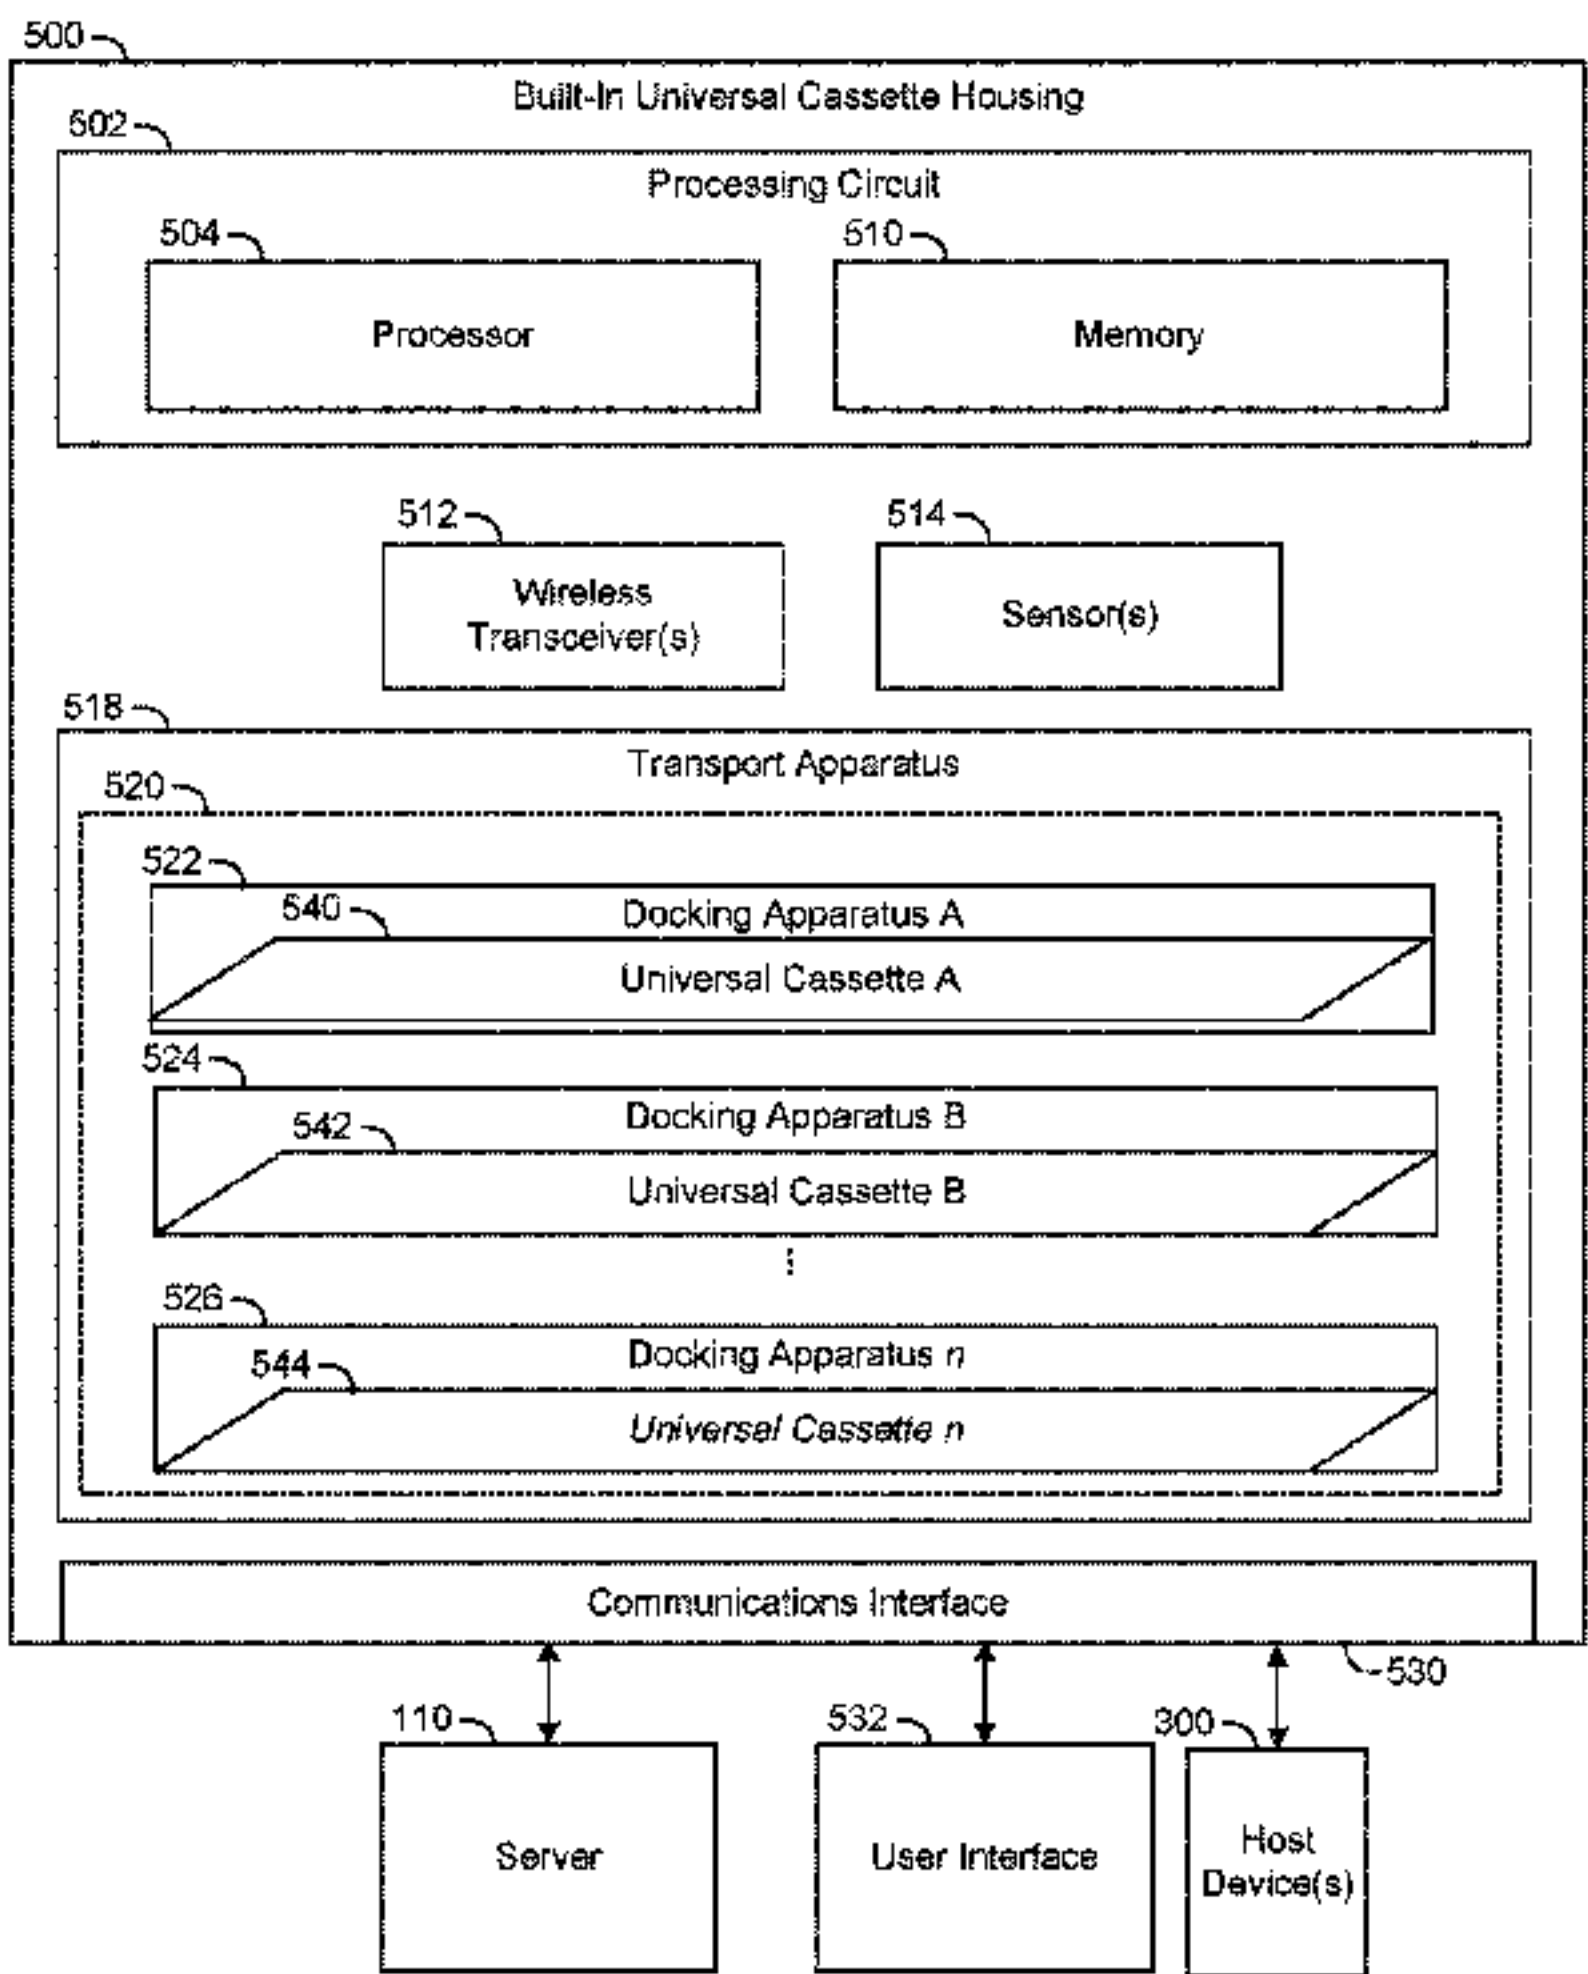 500
Built-In Universal Cassette Housing
502
Processing Circuit
504
510
Processor
Memory
512
514
Wireless
Transceiver(s)
Sensor(s)
518
Transport Apparatus
520
522
540
Docking Apparatus A
Universal Cassette A
524
Docking Apparatus B
542
Universal Cassette B
526
Docking Apparatus n
544
Universal Cassette n
Communications Interface
530
110
532
300
Server
User Interface
Host
Device(s)